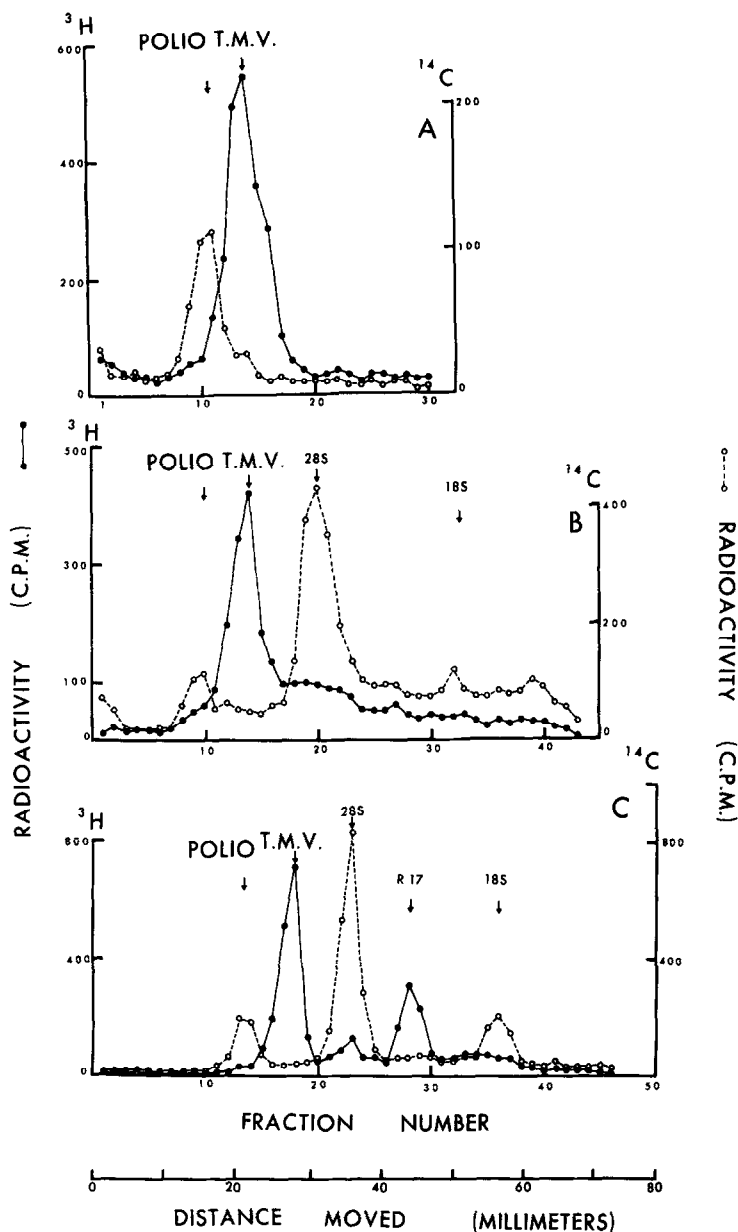 3H
600
POLIO T.M.V.
14C
200
A
400
100
200
0
0
1
10
20
30
3H
500
POLIO T.M.V.
28S
18S
14C
400
B
300
200
100
0
0
10
20
30
40
RADIOACTIVITY (C.P.M.)
RADIOACTIVITY (C.P.M.)
3H
14C
800
POLIO T.M.V.
28S
R 17
18S
C
800
400
400
0
0
10
20
30
40
50
FRACTION NUMBER
0
20
40
60
80
DISTANCE MOVED (MILLIMETERS)